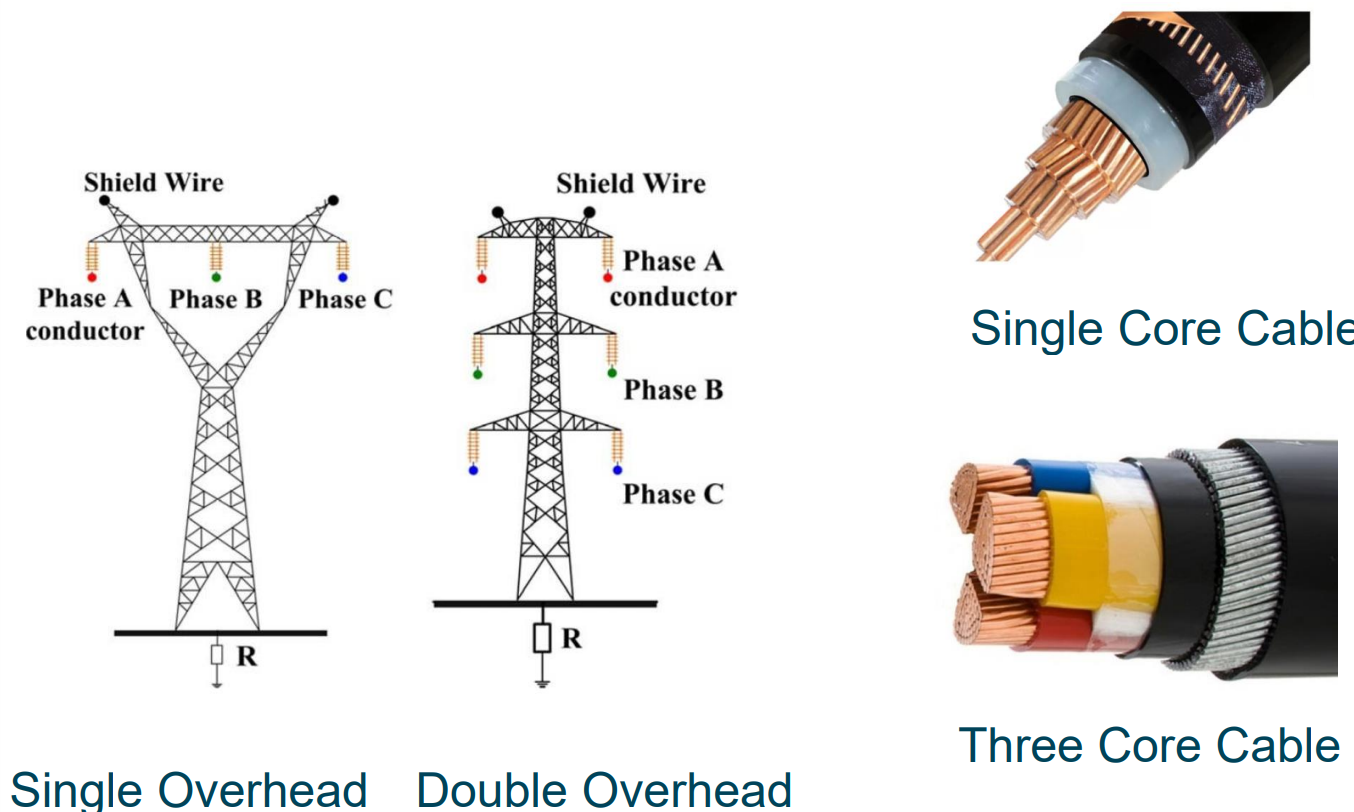 Shield Wire
Phase A
conductor
Phase B
Phase C
R
Single Overhead
Shield Wire
Phase A
conductor
Phase B
Phase C
R
Double Overhead
Single Core Cable
Three Core Cable